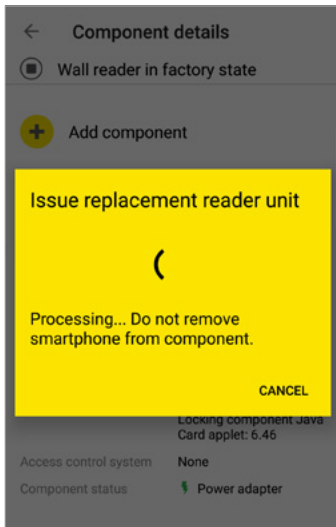 Component details
Wall reader in factory state
Add component
Issue replacement reader unit
Processing... Do not remove
smartphone from component.
CANCEL
Locking component Java
Card applet: 6.46
Access control system None
Component status Power adapter